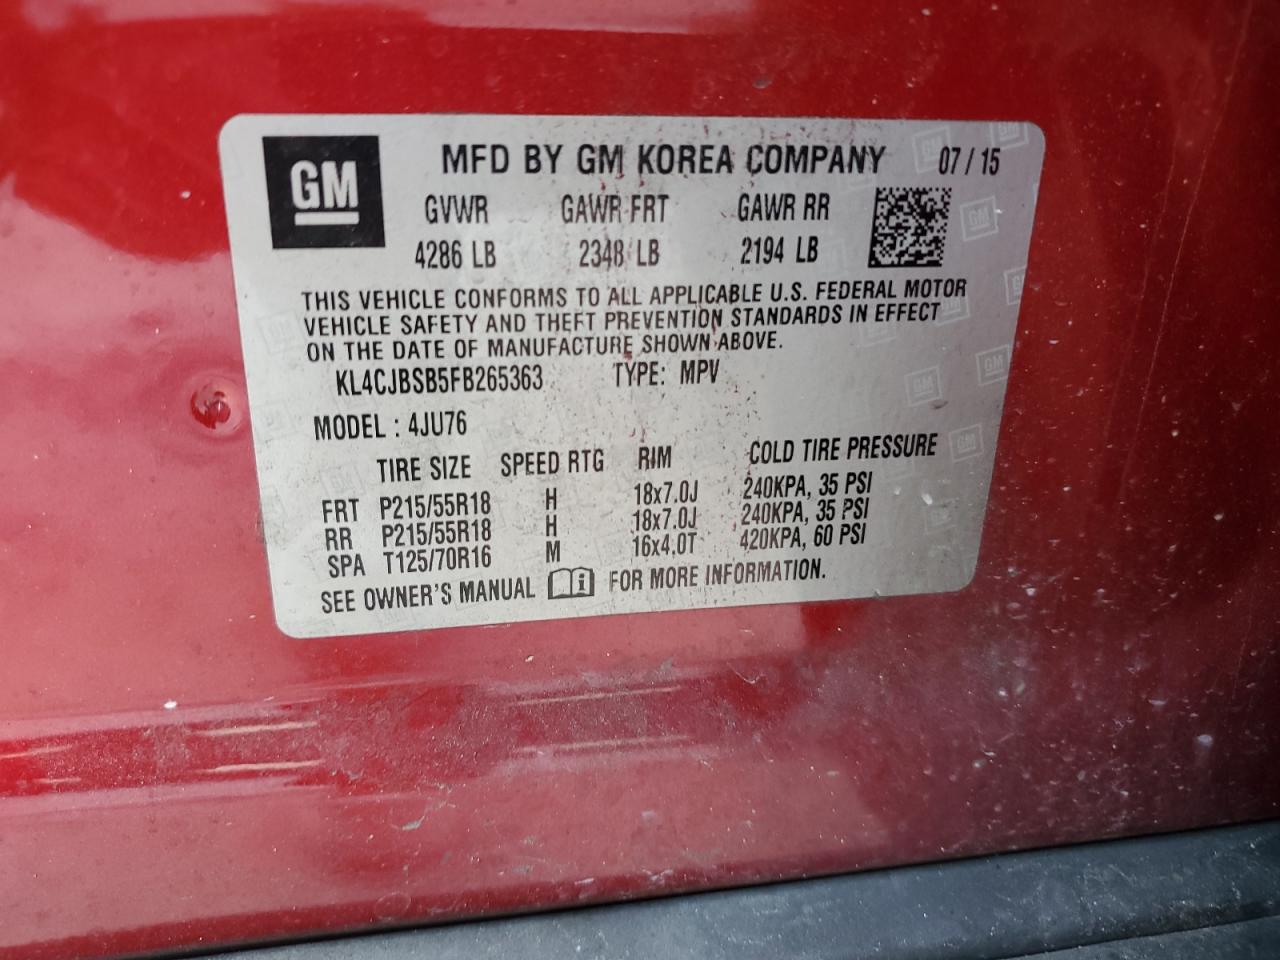 GM
MFD BY GM KOREA COMPANY 07/15
GVWR GAWR FRT GAWR RR
4286 LB 2348 LB 2194 LB
THIS VEHICLE CONFORMS TO ALL APPLICABLE U.S. FEDERAL MOTOR
VEHICLE SAFETY AND THEFT PREVENTION STANDARDS IN EFFECT
ON THE DATE OF MANUFACTURE SHOWN ABOVE.
KL4CJBSB5FB265363 TYPE: MPV
MODEL : 4JU76
TIRE SIZE SPEED RTG RIM COLD TIRE PRESSURE
FRT P215/55R18 H 18x7.0J 240KPA, 35 PSI
RR P215/55R18 H 18x7.0J 240KPA, 35 PSI
SPA T125/70R16 M 16x4.0T 420KPA, 60 PSI
SEE OWNER'S MANUAL FOR MORE INFORMATION.